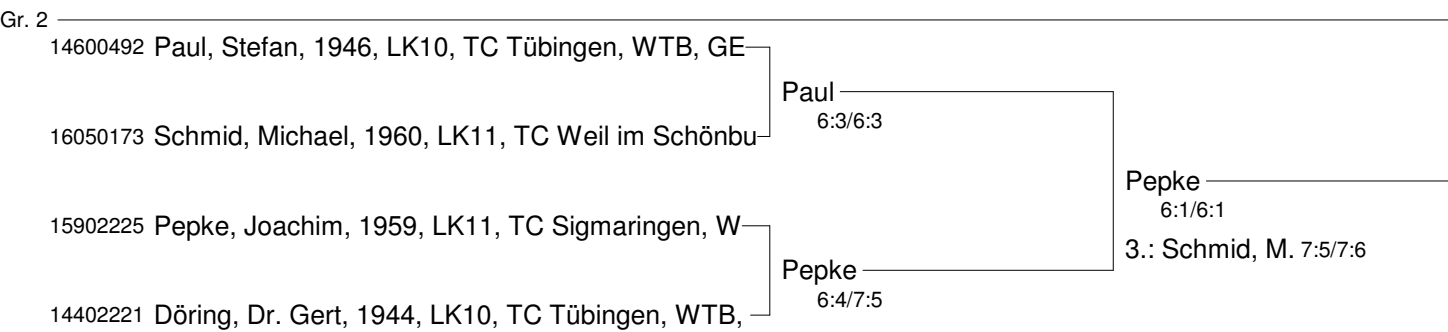 Gr. 2
14600492 Paul, Stefan, 1946, LK10, TC Tübingen, WTB, GE
Paul
6:3/6:3
16050173 Schmid, Michael, 1960, LK11, TC Weil im Schönbu
Pepke
6:1/6:1
15902225 Pepke, Joachim, 1959, LK11, TC Sigmaringen, W
3.: Schmid, M. 7:5/7:6
Pepke
6:4/7:5
14402221 Döring, Dr. Gert, 1944, LK10, TC Tübingen, WTB,